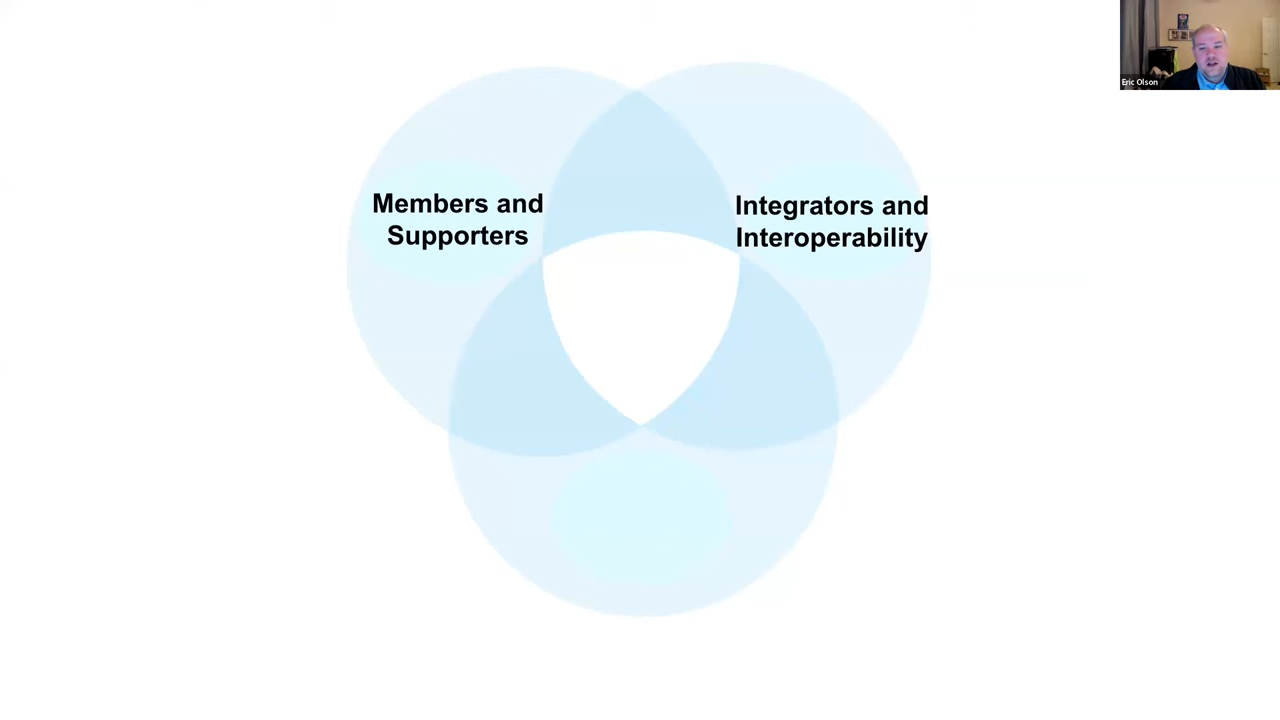 Eric Olson
Members and
Supporters
Integrators and
Interoperability